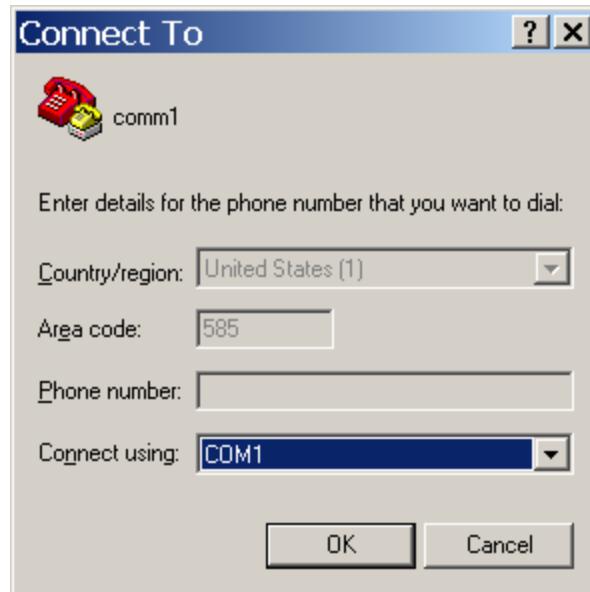 Connect To
comm1
Enter details for the phone number that you want to dial:
Country/region: United States (1)
Area code: 585
Phone number:
Connect using: COM1
OK Cancel